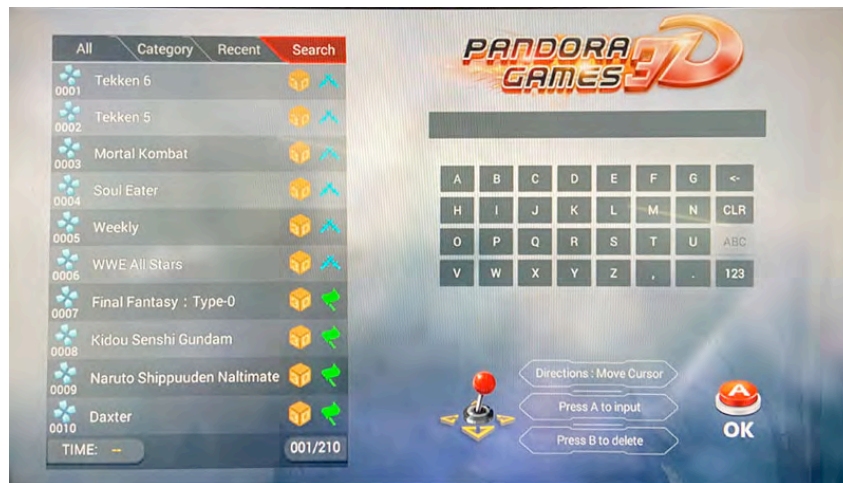 All Category Recent Search
0001 Tekken 6
0002 Tekken 5
0003 Mortal Kombat
0004 Soul Eater
0005 Weekly
0006 WWE All Stars
0007 Final Fantasy : Type-0
0008 Kidou Senshi Gundam
0009 Naruto Shippuuden Naltimate
0010 Daxter
TIME: -- 001/210
PANDORA
GAMES 3D
A B C D E F G <-
H I J K L M N CLR
O P Q R S T U ABC
V W X Y Z , . 123
Directions : Move Cursor
Press A to input
Press B to delete
A
OK